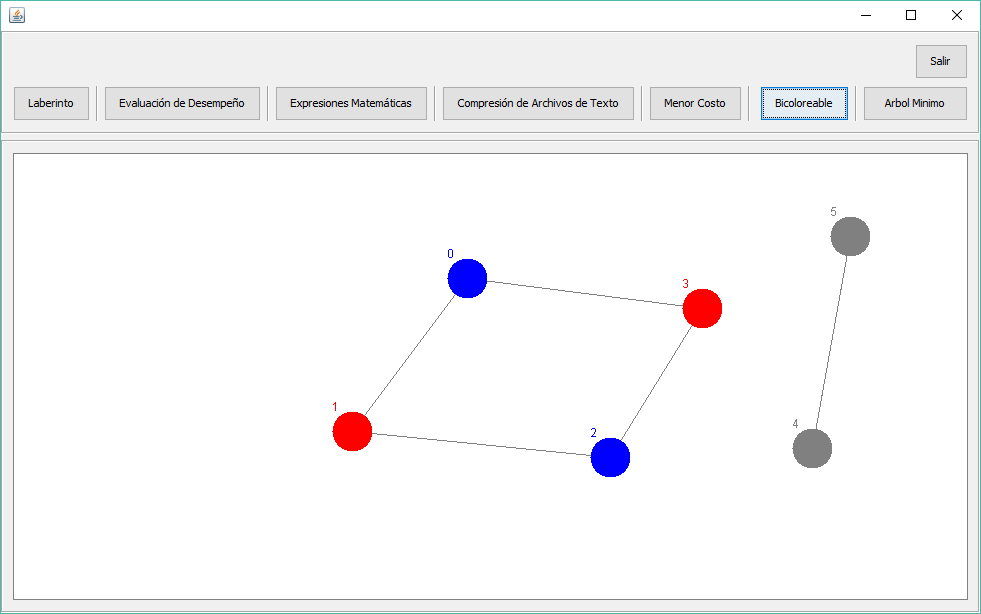 Salir
Laberinto
Evaluación de Desempeño
Expresiones Matemáticas
Compresión de Archivos de Texto
Menor Costo
Bicoloreable
Arbol Minimo
5
0
3
1
2
4